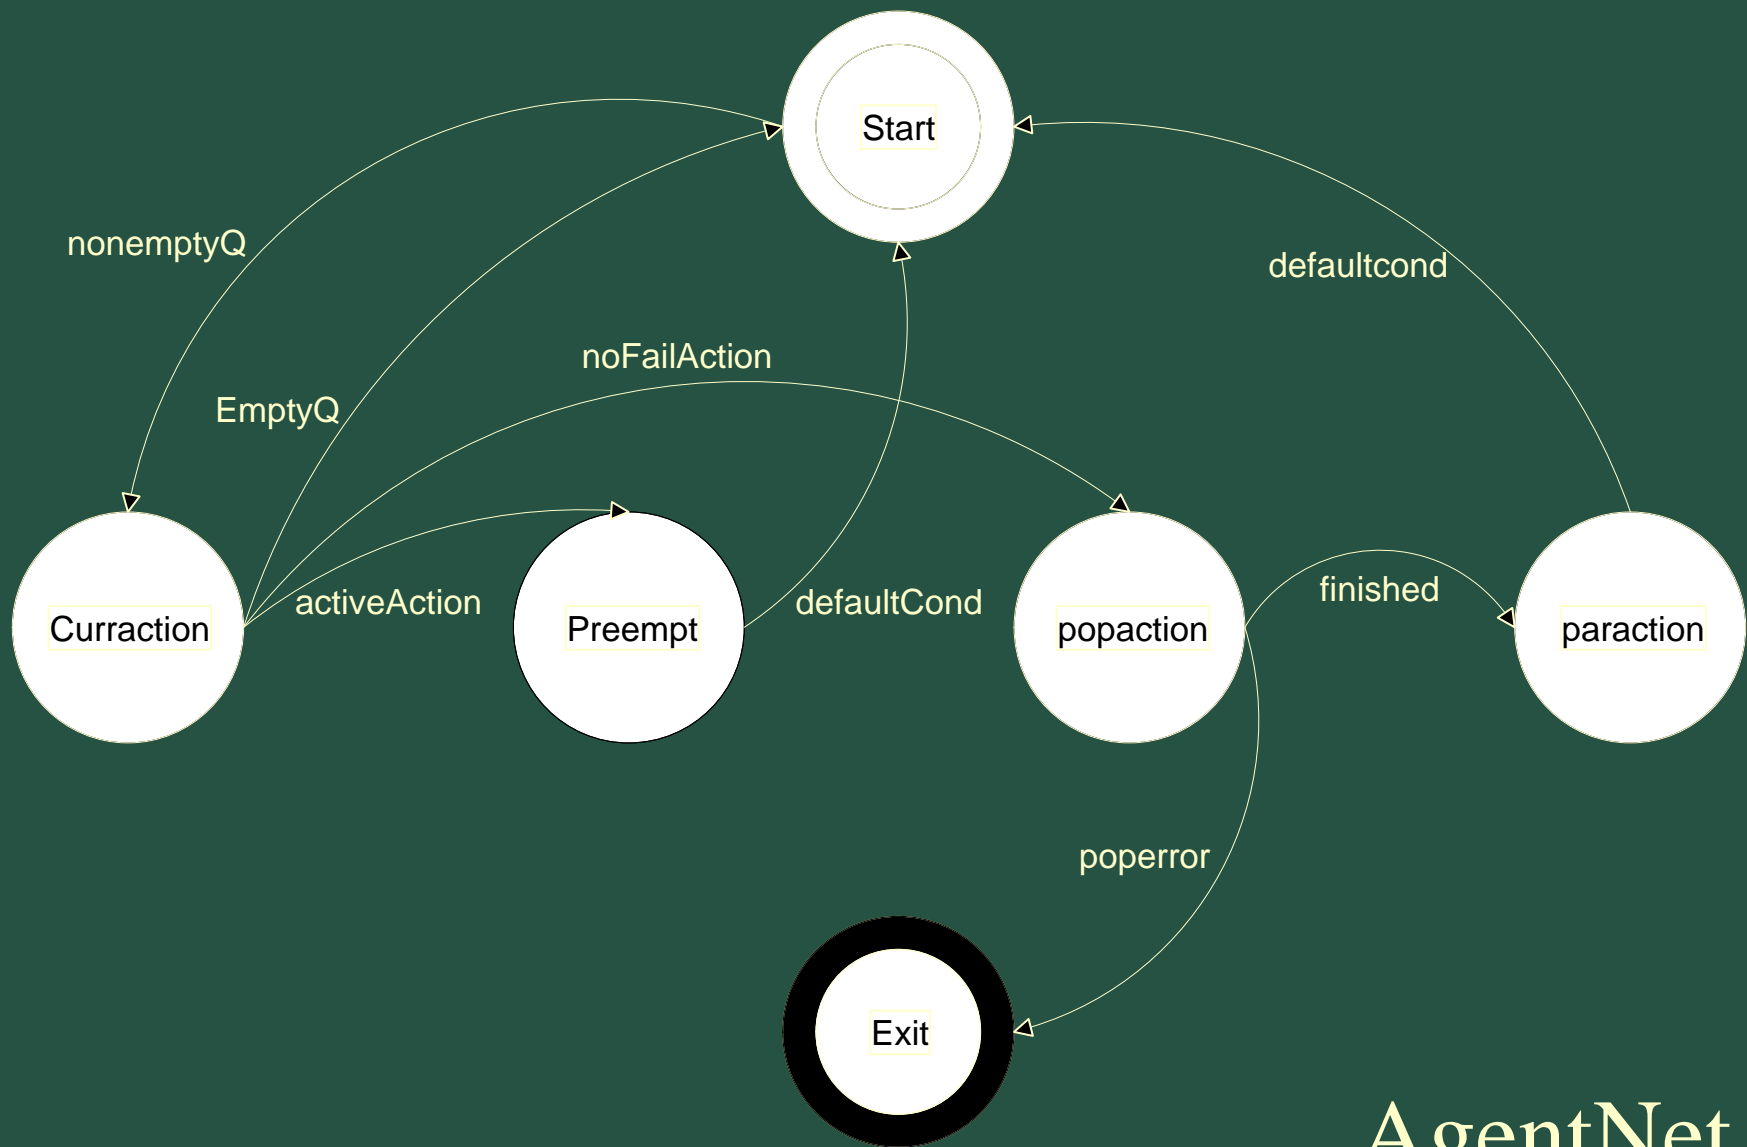 Start
nonemptyQ
defaultcond
noFailAction
EmptyQ
finished
activeAction
defaultCond
Curraction
Preempt
popaction
paraction
poperror
Exit
AgentNet